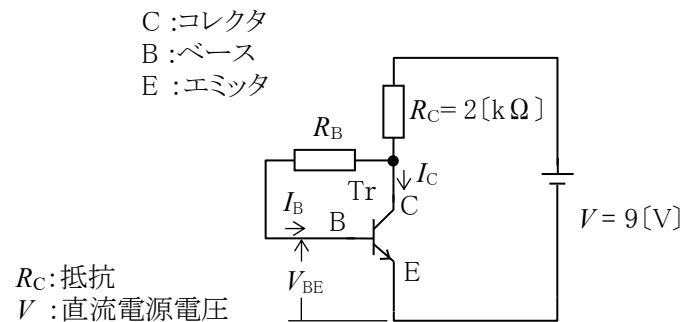 C :コレクタ
B :ベース
E :エミッタ
R_C= 2〔kΩ〕
R_B
I_C
Tr
C
I_B
B
V= 9〔V〕
E
V_BE
R_C:抵抗
V :直流電源電圧